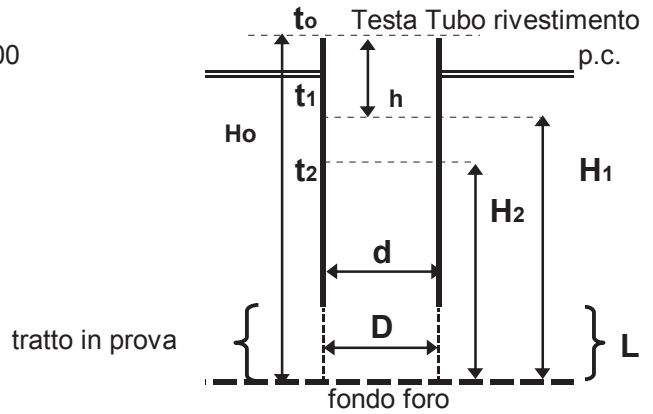 to Testa Tubo rivestimento
00 p.c.
t1 h
Ho
t2 H1
H2
d
D
tratto in prova L
fondo foro